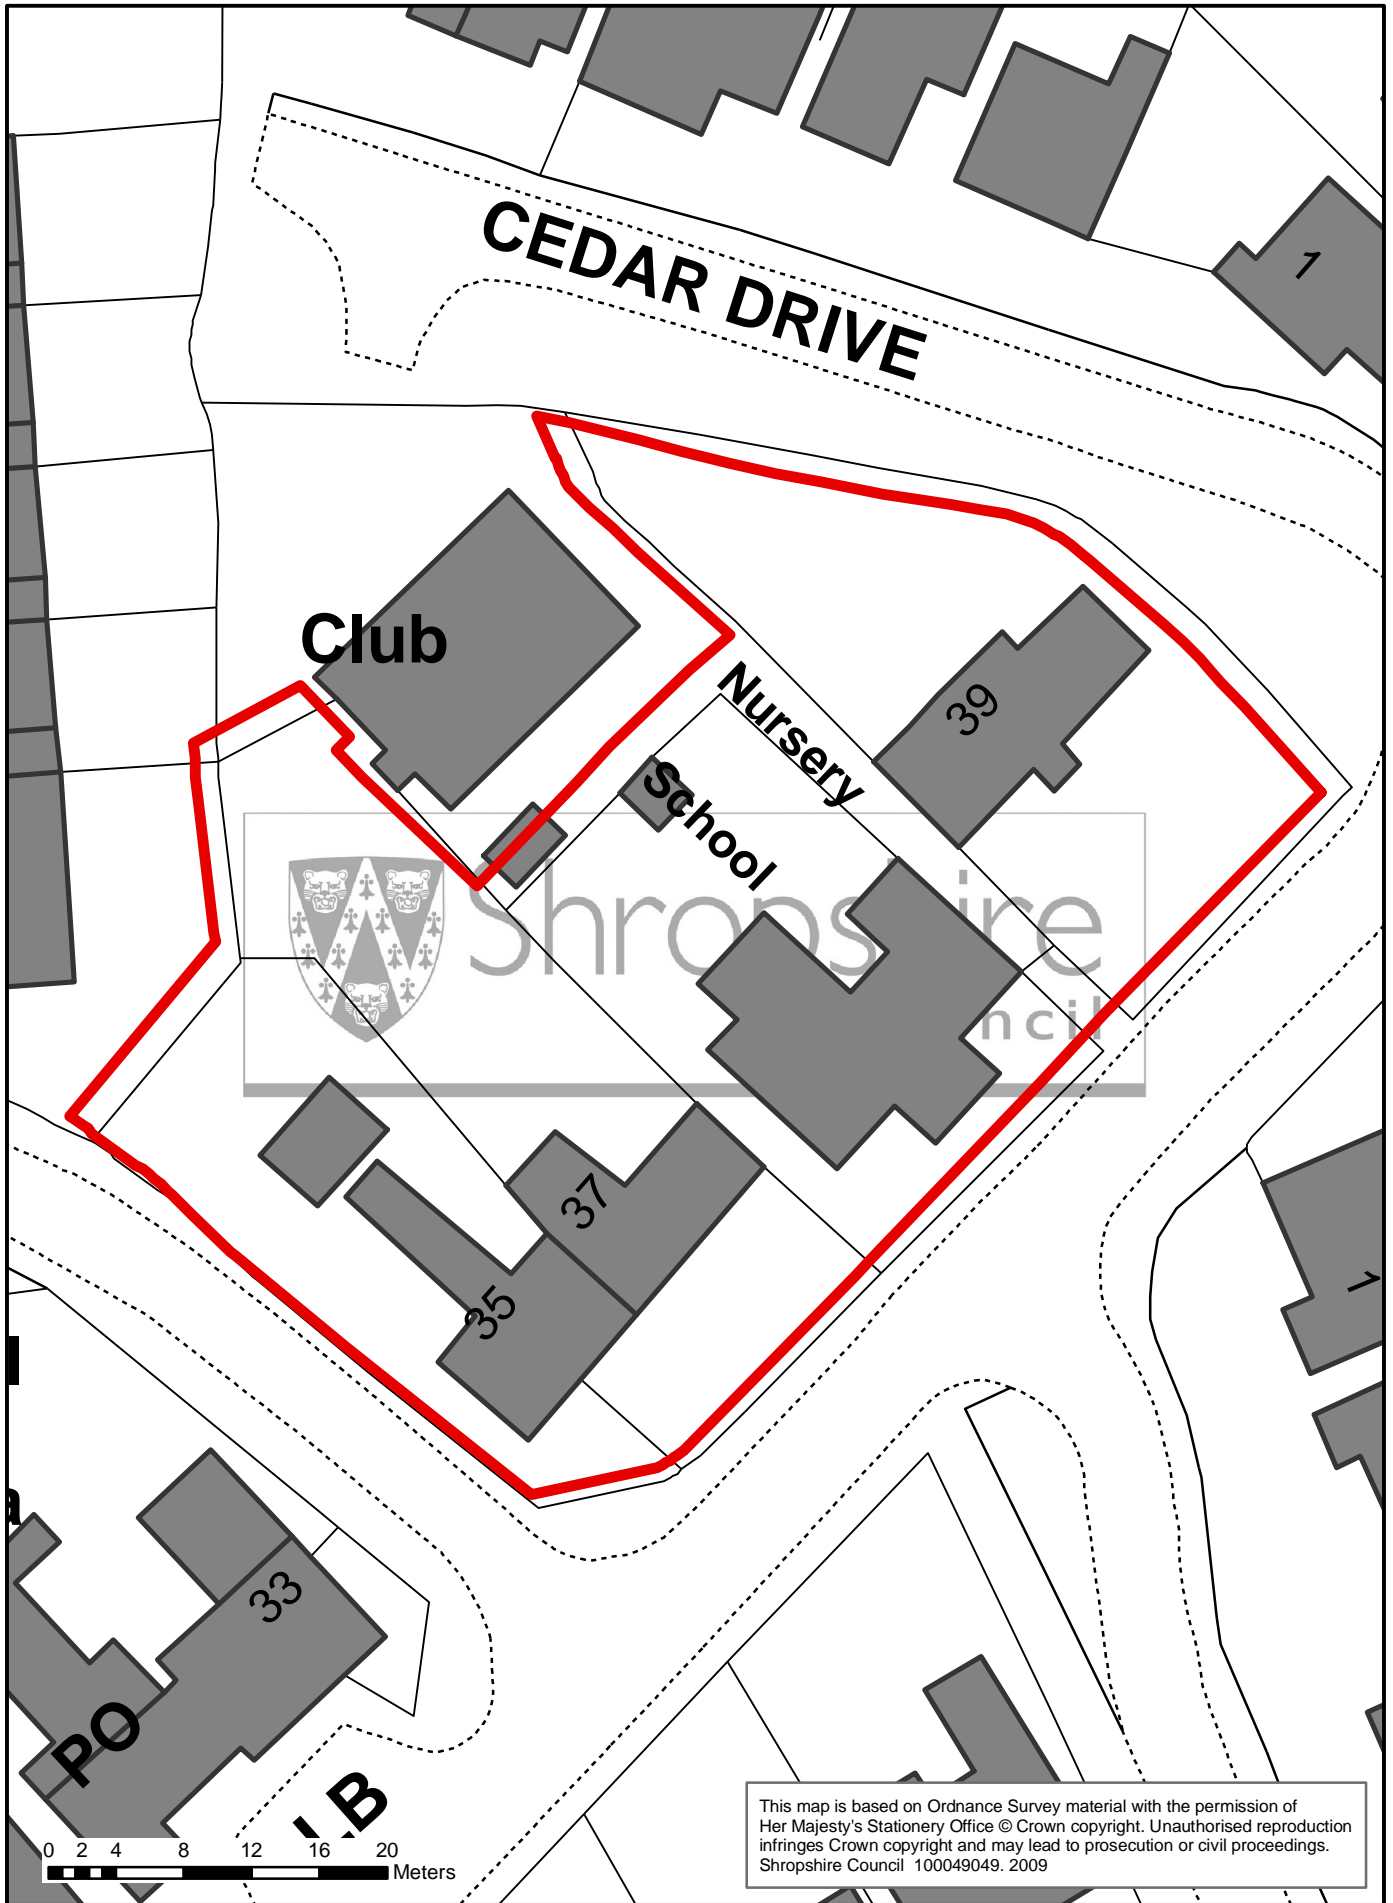 CEDAR DRIVE
1
Club
Nursery
School
39
Shropshire
ncil
37
35
1
33
PO
LB
0 2 4 8 12 16 20
Meters
This map is based on Ordnance Survey material with the permission of
Her Majesty's Stationery Office © Crown copyright. Unauthorised reproduction
infringes Crown copyright and may lead to prosecution or civil proceedings.
Shropshire Council 100049049. 2009